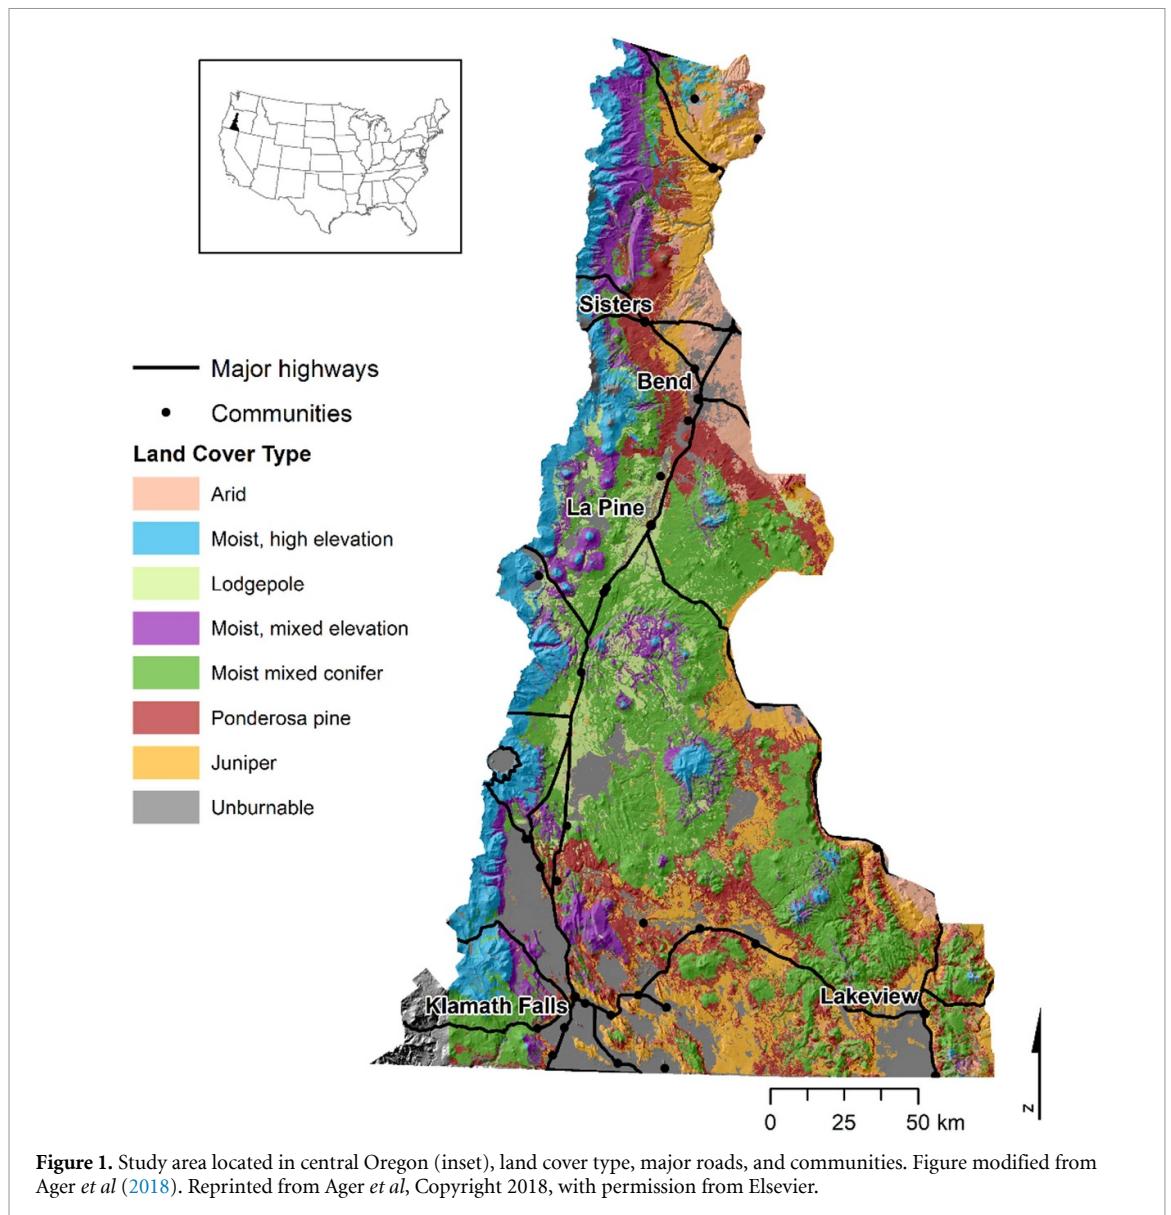 Sisters
Bend
La Pine
Klamath Falls
Lakeview
Major highways
Communities
Land Cover Type
Arid
Moist, high elevation
Lodgepole
Moist, mixed elevation
Moist mixed conifer
Ponderosa pine
Juniper
Unburnable
N
0 25 50 km
Figure 1. Study area located in central Oregon (inset), land cover type, major roads, and communities. Figure modified from
Ager et al (2018). Reprinted from Ager et al, Copyright 2018, with permission from Elsevier.